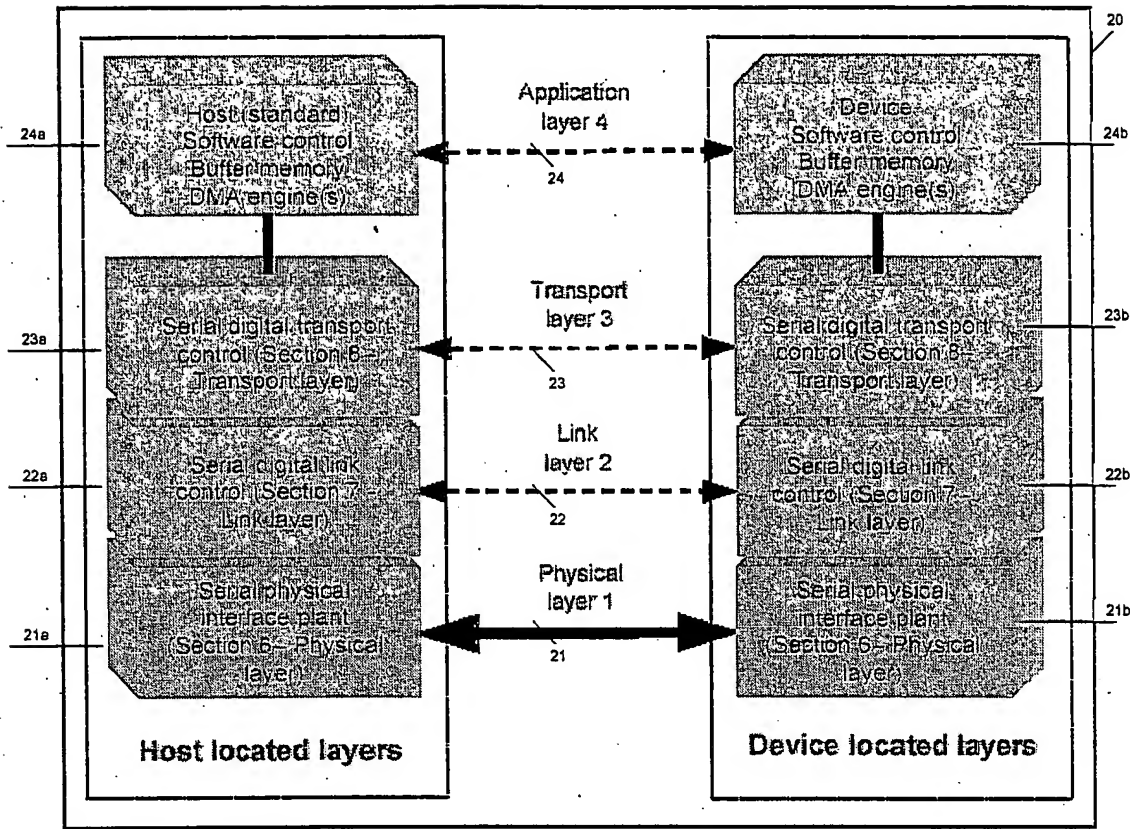 20
Host (standard)
Software control
Buffer memory
DMA engine(s)
24a
Application
layer 4
24
Device
Software control
Buffer memory
DMA engine(s)
24b
Serial digital transport
control (Section 8–
Transport layer)
23a
Transport
layer 3
23
Serial digital transport
control (Section 8–
Transport layer)
23b
Serial digital link
control (Section 7–
Link layer)
22a
Link
layer 2
22
Serial digital link
control (Section 7–
Link layer)
22b
Serial physical
interface plant
(Section 6– Physical
layer)
21a
Physical
layer 1
21
Serial physical
interface plant
(Section 6– Physical
layer)
21b
Host located layers
Device located layers